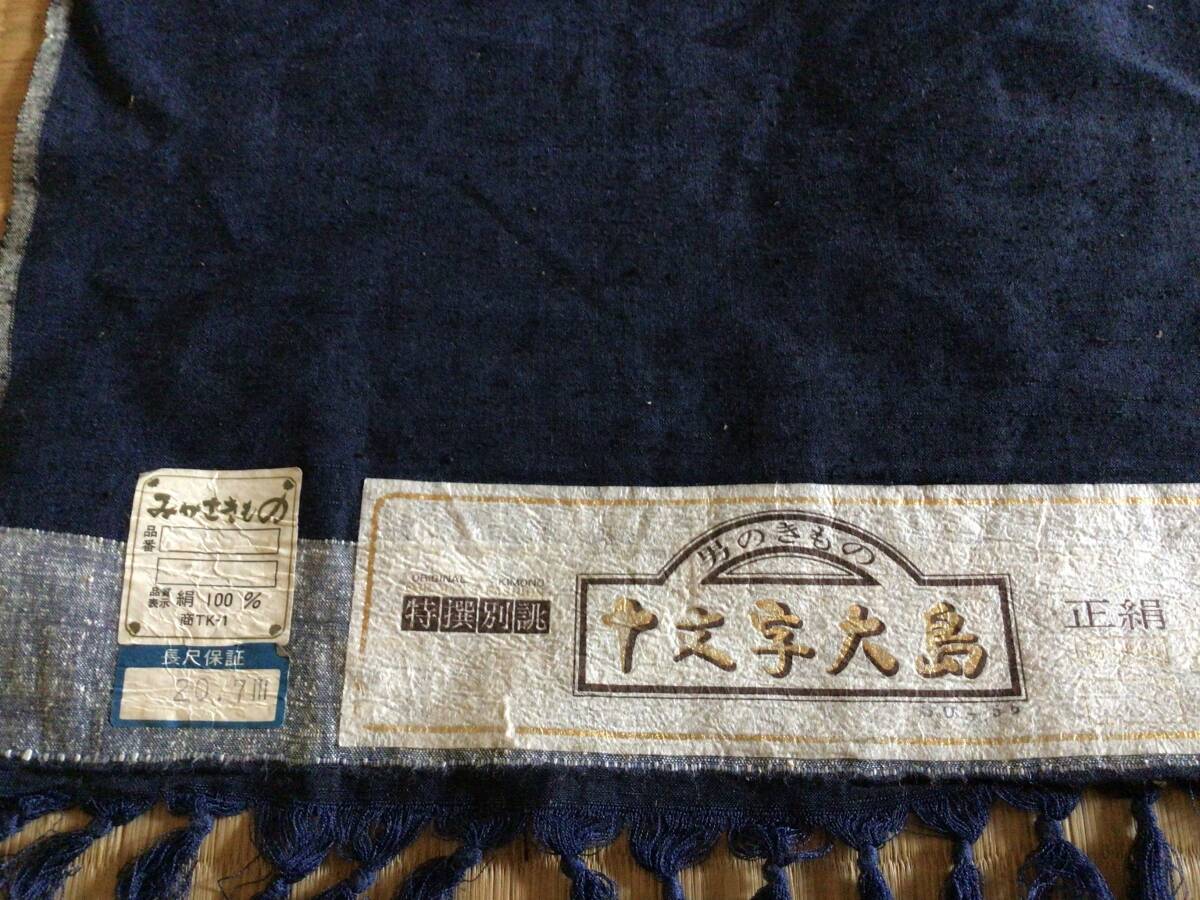 みやさきもの
品番
品質表示 絹 100 %
商TK-1
長尺保証
20.7m
男のきもの
ORIGINAL KIMONO
特撰別誂
十文字大島
正絹